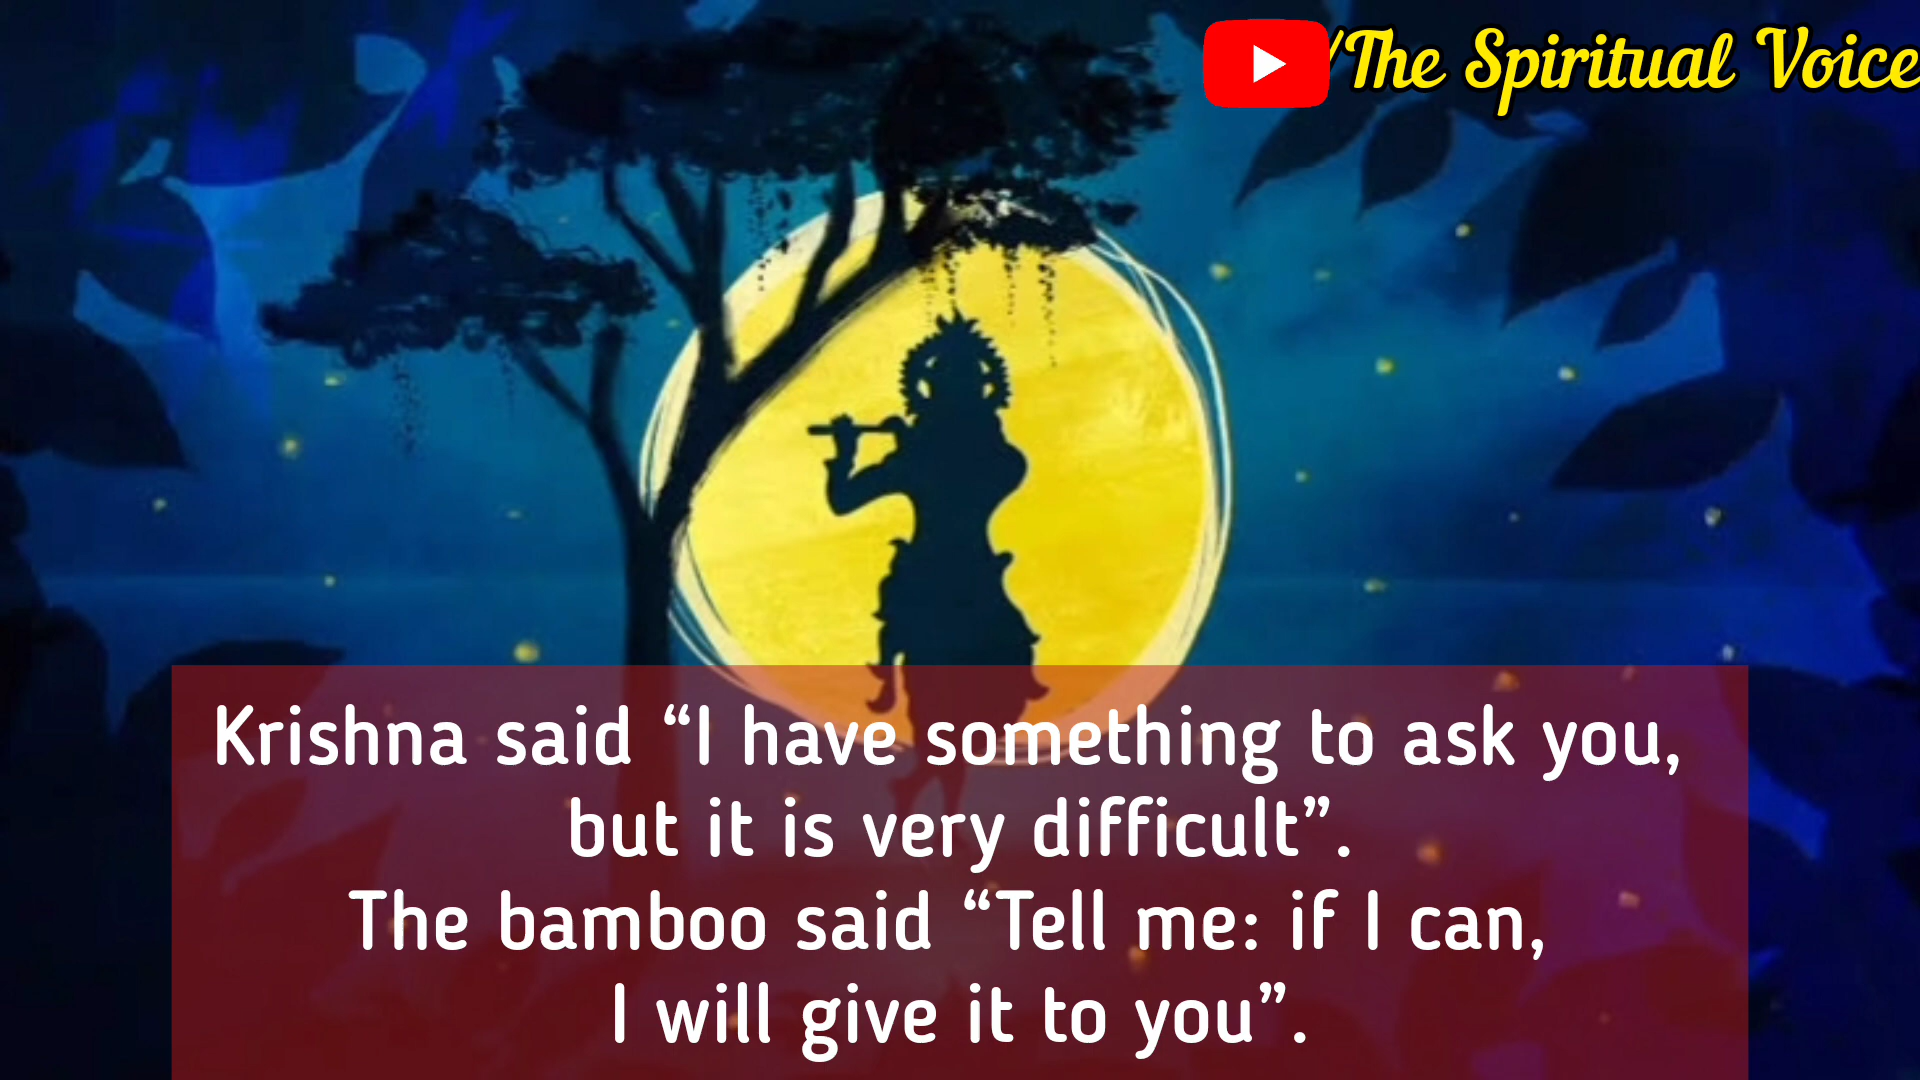 /The Spiritual Voice
Krishna said “I have something to ask you,
but it is very difficult”.
The bamboo said “Tell me: if I can,
I will give it to you”.